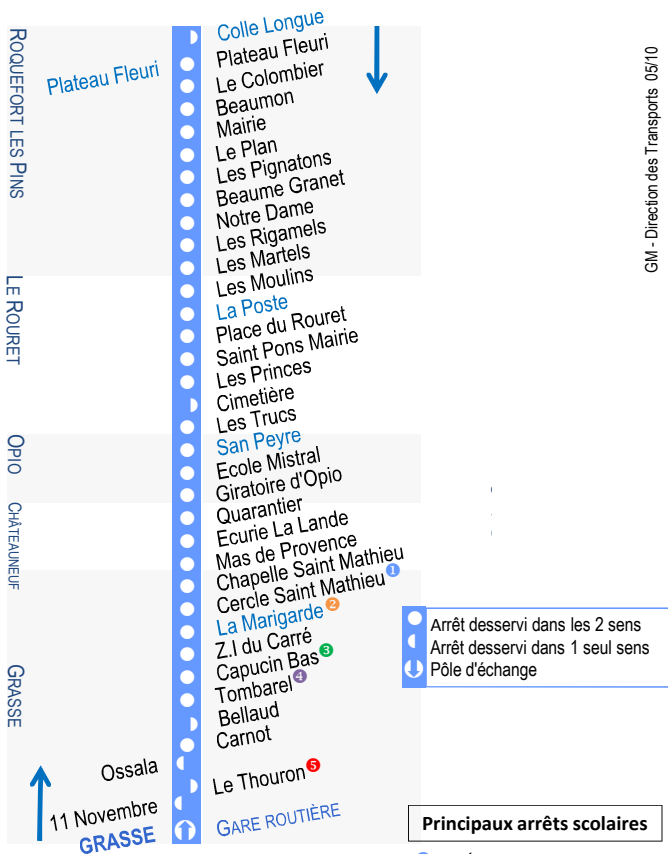 ROQUEFORT LES PINS
Colle Longue
Plateau Fleuri
Plateau Fleuri
Le Colombier
Beaumon
Mairie
Le Plan
Les Pignatons
Beaume Granet
Notre Dame
Les Rigamels
Les Martels
Les Moulins
LE ROURET
La Poste
Place du Rouret
Saint Pons Mairie
Les Princes
Cimetière
Les Trucs
OPIO
San Peyre
Ecole Mistral
Giratoire d'Opio
CHÂTEAUNEUF
Quarantier
Ecurie La Lande
Mas de Provence
Chapelle Saint Mathieu
Cercle Saint Mathieu 1
GRASSE
La Marigarde 2
Z.I du Carré
Capucin Bas 3
Tombarel 4
Bellaud
Carnot
Ossala
Le Thouron 5
11 Novembre
GRASSE
GARE ROUTIÈRE
GM - Direction des Transports 05/10
Arrêt desservi dans les 2 sens
Arrêt desservi dans 1 seul sens
Pôle d'échange
Principaux arrêts scolaires